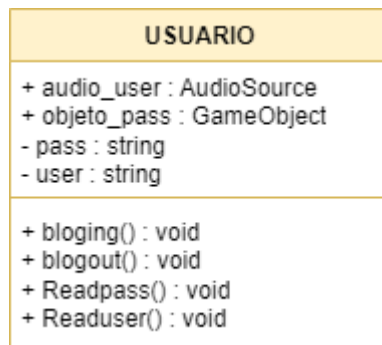 USUARIO
+ audio_user : AudioSource
+ objeto_pass : GameObject
- pass : string
- user : string
+ bloging() : void
+ blogout() : void
+ Readpass() : void
+ Readuser() : void